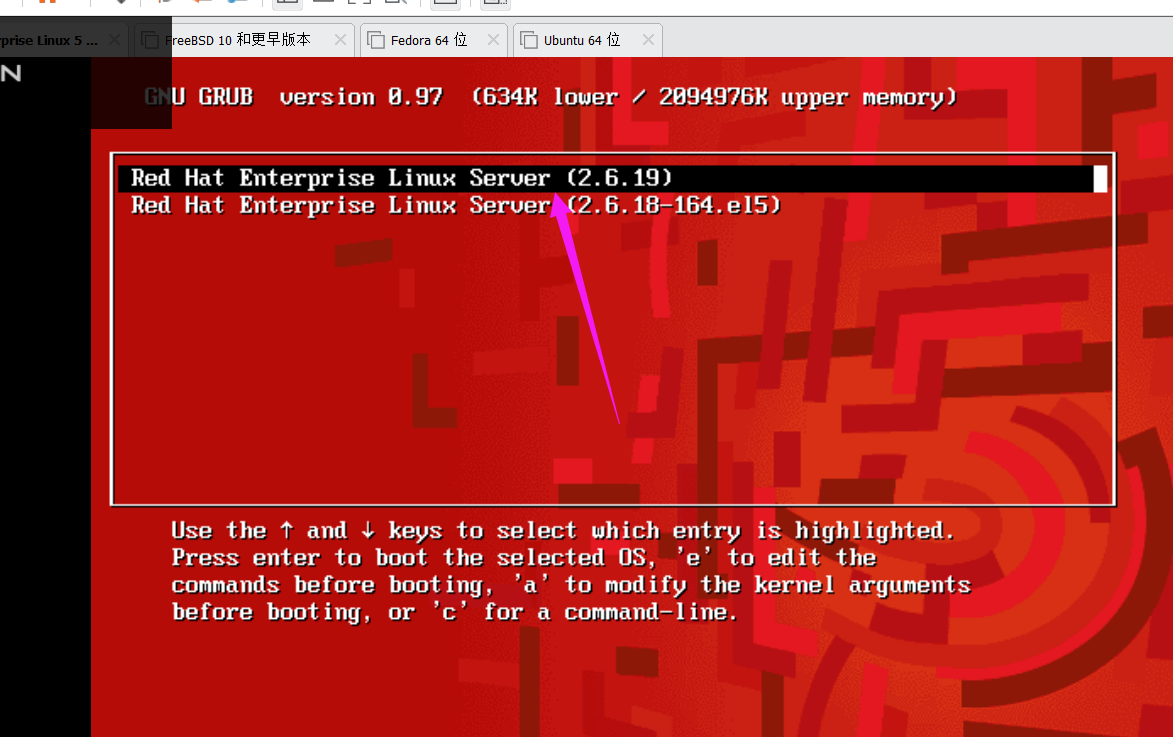 prise Linux 5 ...
FreeBSD 10 和更早版本
Fedora 64 位
Ubuntu 64 位
N
GNU GRUB version 0.97 (634K lower / 2094976K upper memory)
Red Hat Enterprise Linux Server (2.6.19)
Red Hat Enterprise Linux Server (2.6.18-164.el5)
Use the ↑ and ↓ keys to select which entry is highlighted.
Press enter to boot the selected OS, 'e' to edit the
commands before booting, 'a' to modify the kernel arguments
before booting, or 'c' for a command-line.